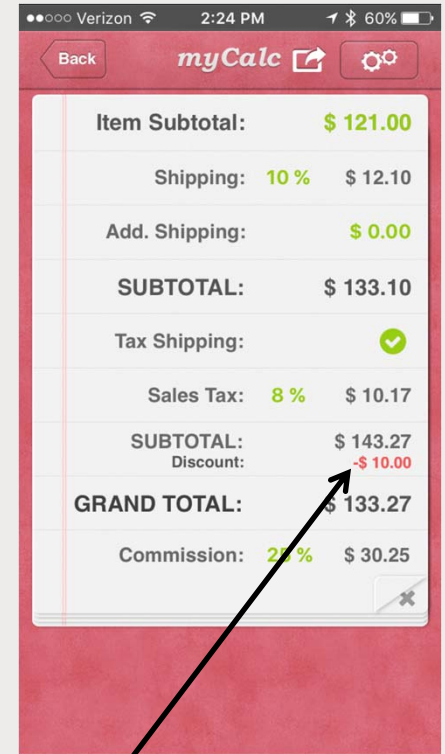 ●●○○○ Verizon 2:24 PM 60%
Back myCalc
Item Subtotal: $ 121.00
Shipping: 10 % $ 12.10
Add. Shipping: $ 0.00
SUBTOTAL: $ 133.10
Tax Shipping:
Sales Tax: 8 % $ 10.17
SUBTOTAL: $ 143.27
Discount: -$ 10.00
GRAND TOTAL: $ 133.27
Commission: 25 % $ 30.25